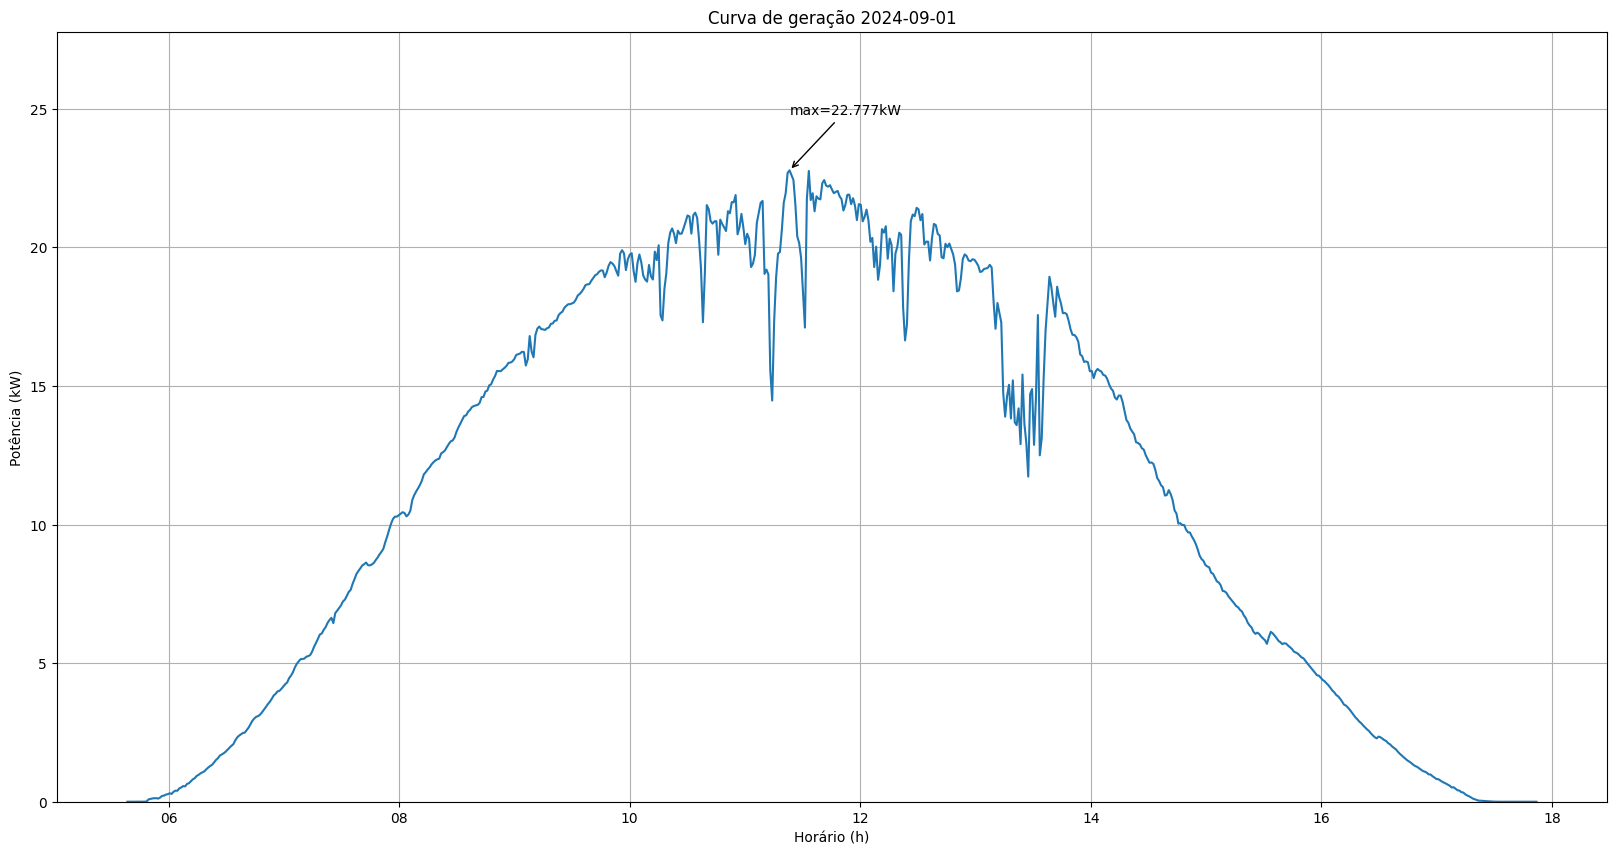 Curva de geração 2024-09-01
25
max=22.777kW
20
15
Potência (kW)
10
5
0
06 08 10 12 14 16 18
Horário (h)